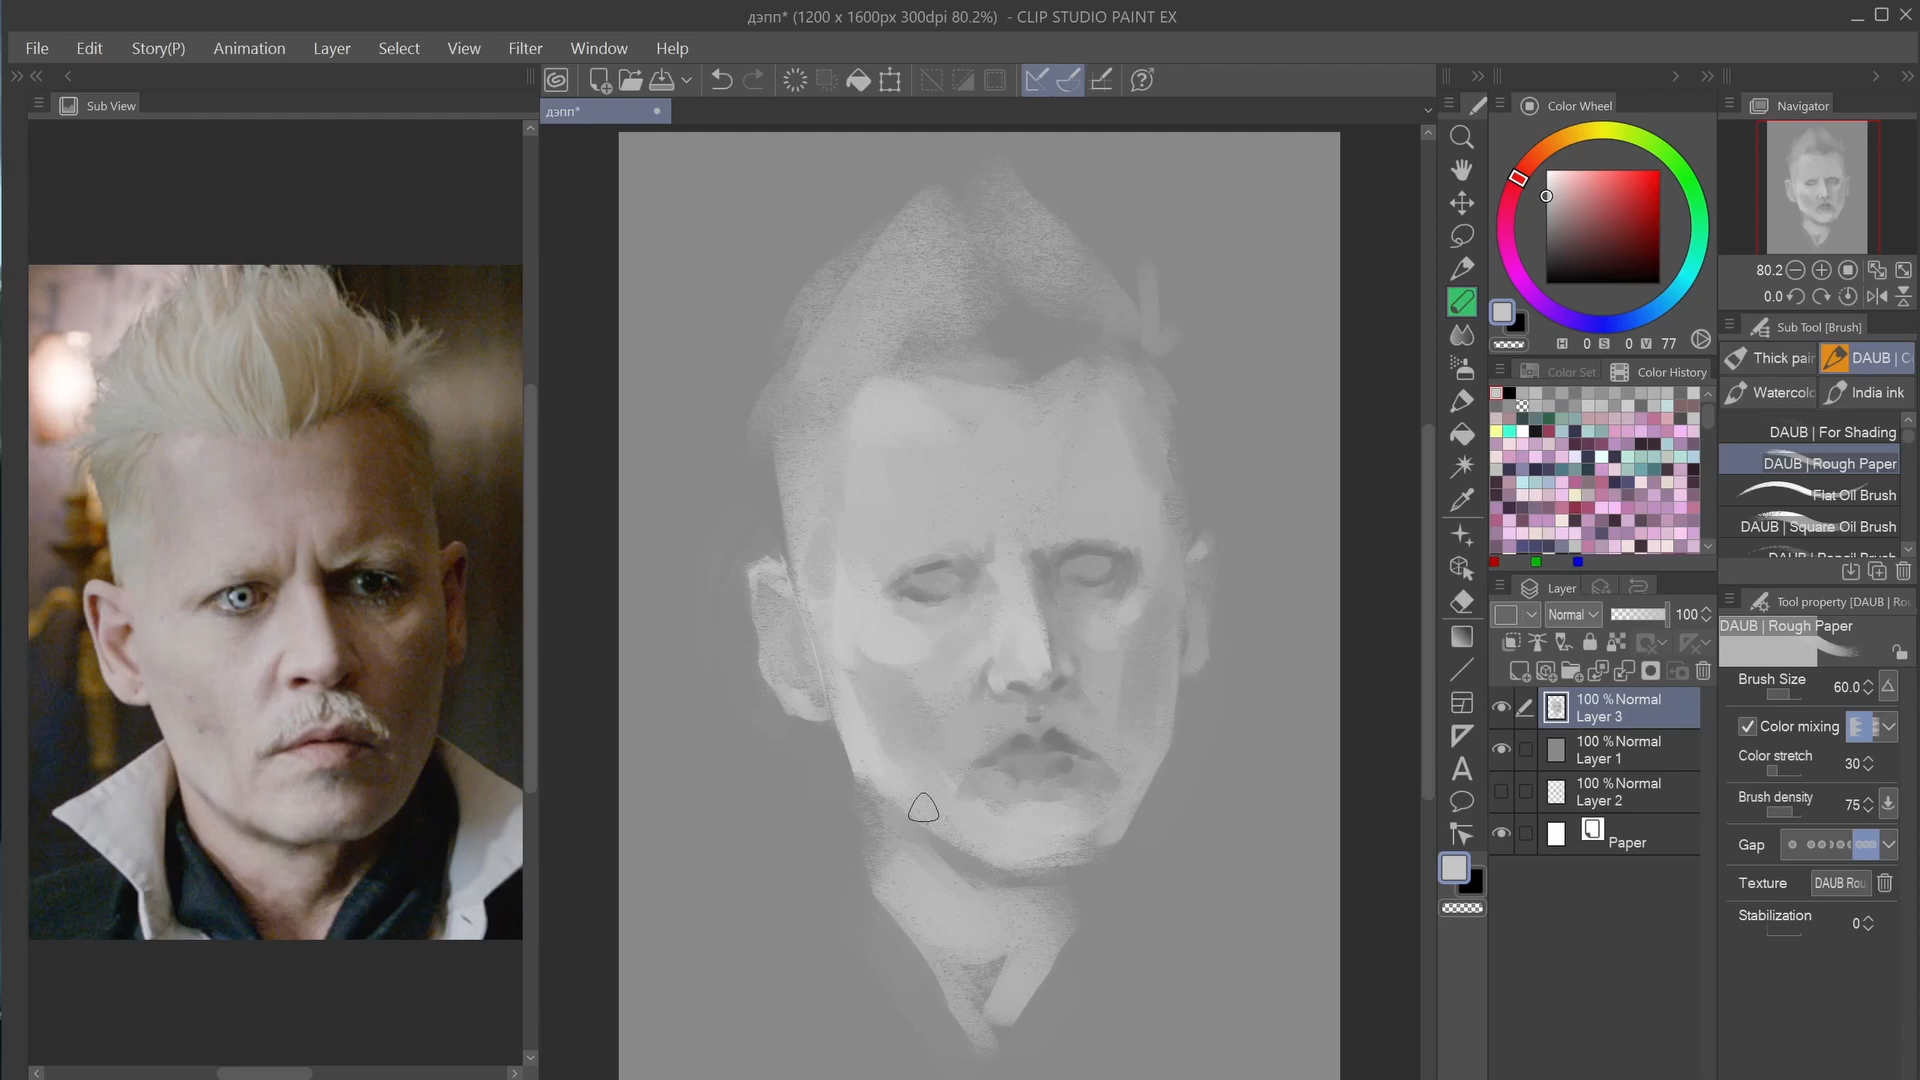 дэпп* (1200 x 1600px 300dpi 80.2%) - CLIP STUDIO PAINT EX
File Edit Story(P) Animation Layer Select View Filter Window Help
Sub View
дэпп*
Color Wheel
H 0 S 0 V 77
Color Set Color History
Layer
Normal 100
100 % Normal
Layer 3
100 % Normal
Layer 1
100 % Normal
Layer 2
Paper
Navigator
80.2
0.0
Sub Tool [Brush]
Thick pai DAUB | C
Watercolo India ink
DAUB | For Shading
DAUB | Rough Paper
Flat Oil Brush
DAUB | Square Oil Brush
Tool property [DAUB | Ro
DAUB | Rough Paper
Brush Size 60.0
Color mixing
Color stretch 30
Brush density 75
Gap
Texture DAUB Rou
Stabilization 0